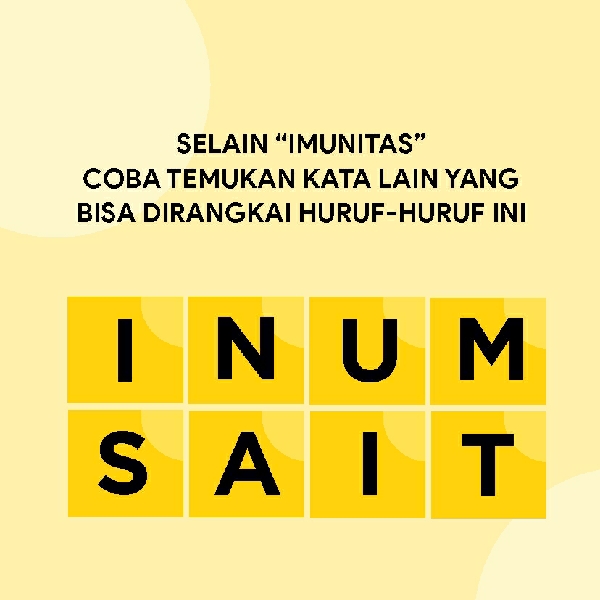 SELAIN “IMUNITAS”
COBA TEMUKAN KATA LAIN YANG
BISA DIRANGKAI HURUF-HURUF INI
I N U M
S A I T